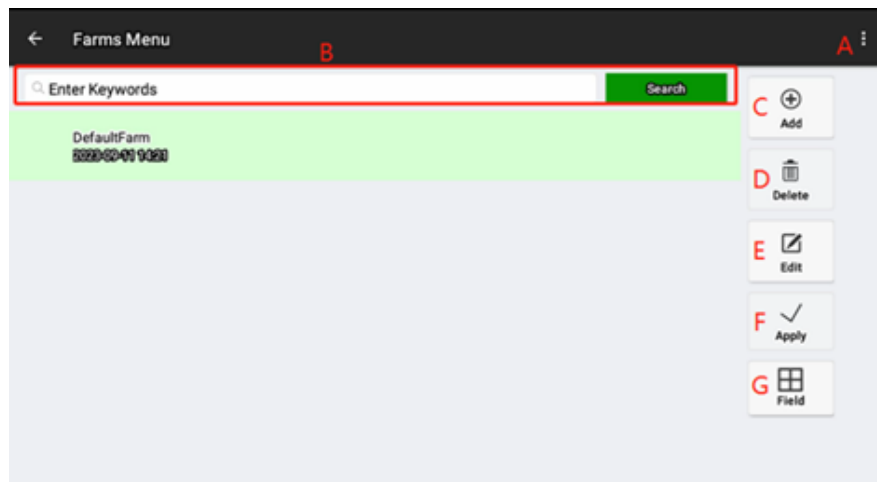 Farms Menu
B
A
Enter Keywords
Search
C
Add
DefaultFarm
D
Delete
E
Edit
F
Apply
G
Field